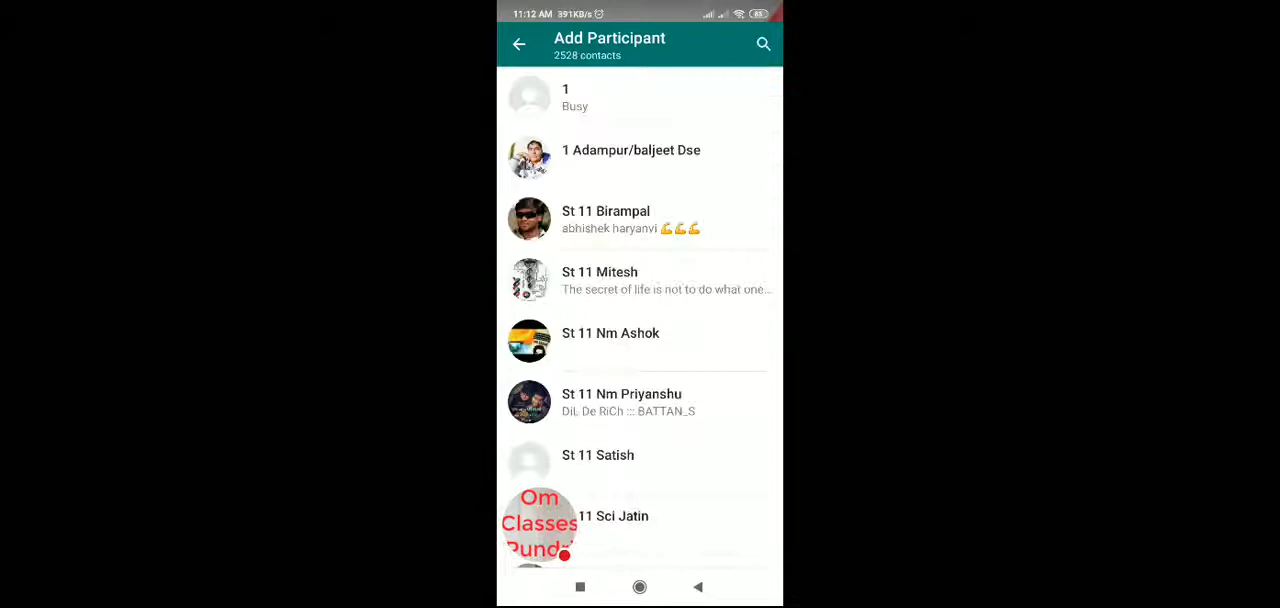 11:12 AM 391KB/s 85
Add Participant
2528 contacts
1
Busy
1 Adampur/baljeet Dse
St 11 Birampal
abhishek haryanvi 💪💪💪
St 11 Mitesh
The secret of life is not to do what one...
St 11 Nm Ashok
St 11 Nm Priyanshu
DiL De RiCh ::: BATTAN_S
St 11 Satish
11 Sci Jatin
Om
Classes